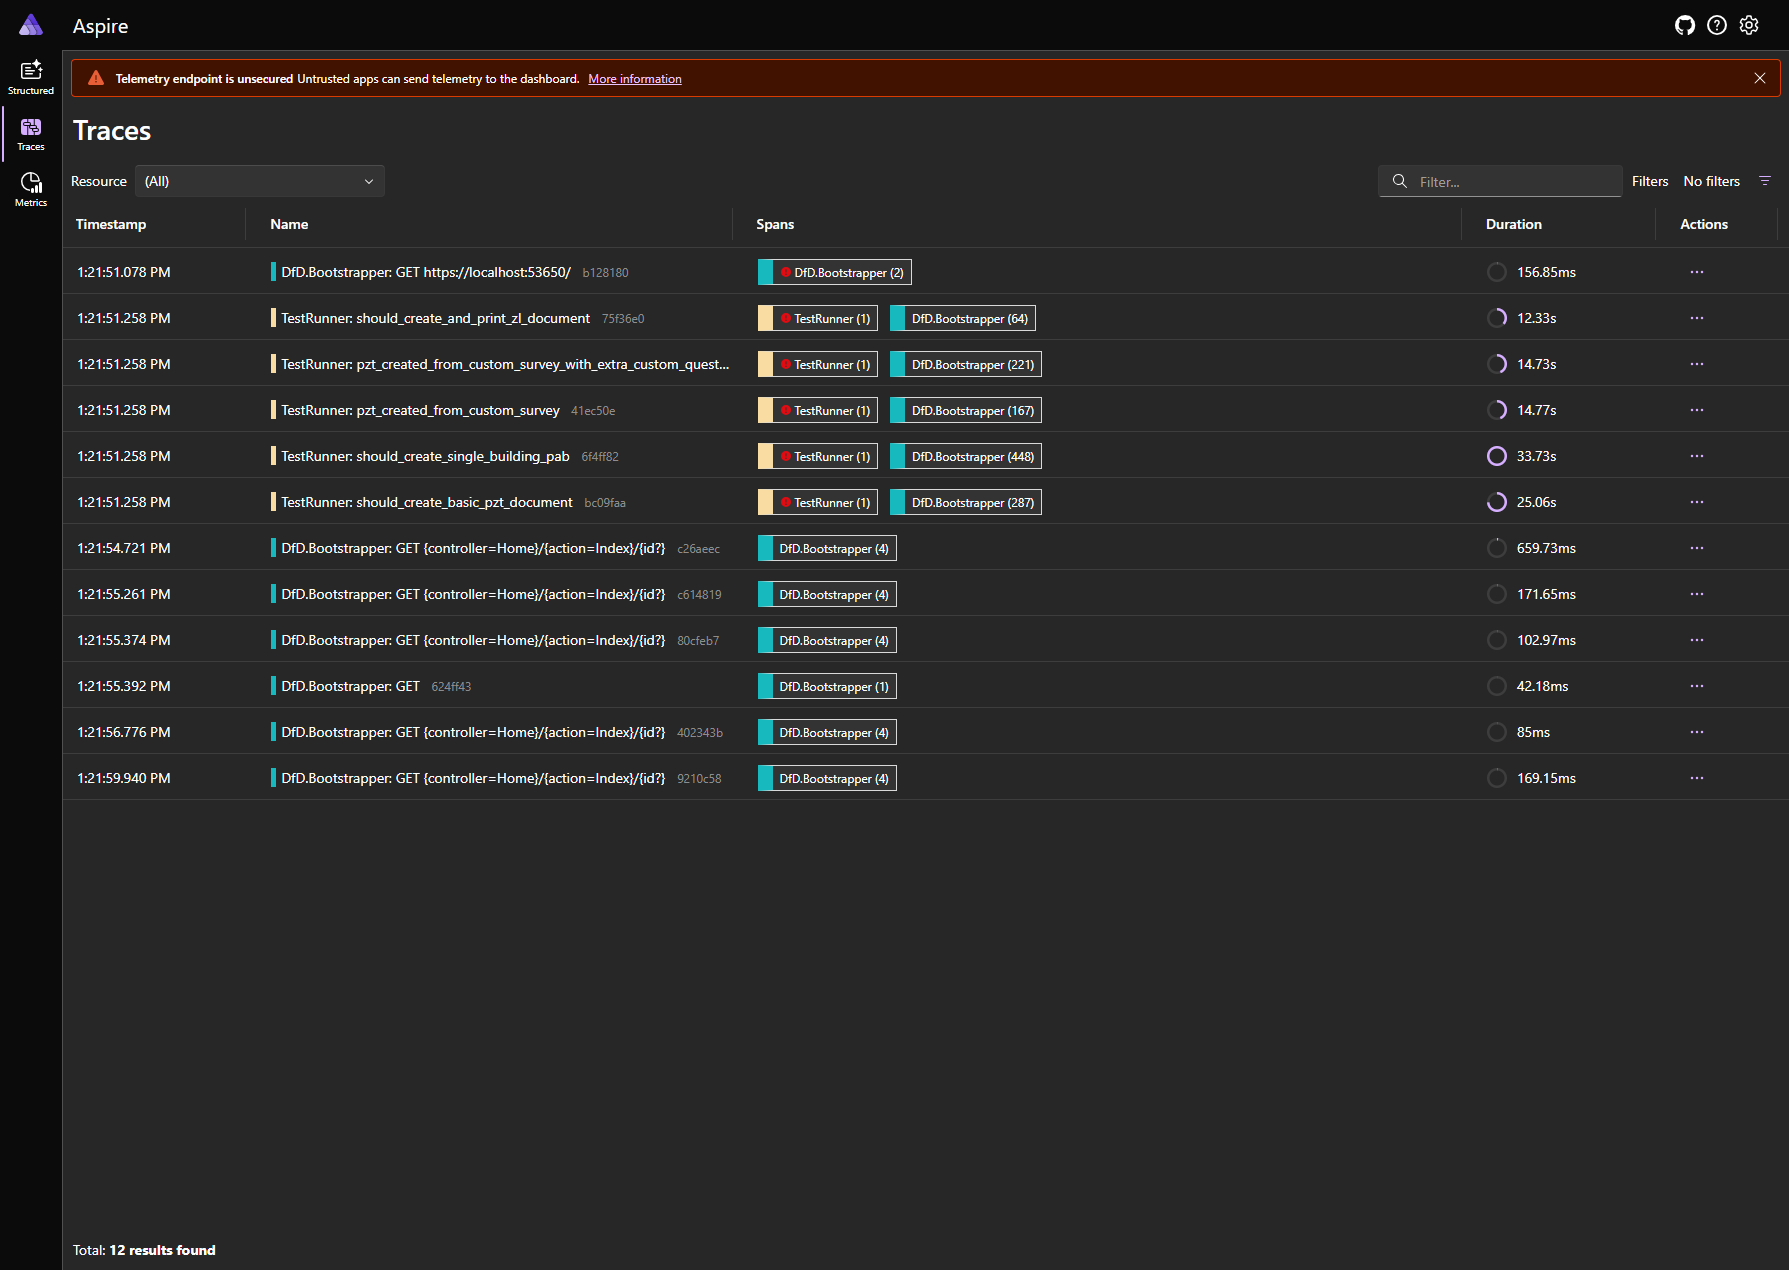 Aspire
Structured
Traces
Metrics
Telemetry endpoint is unsecured Untrusted apps can send telemetry to the dashboard. More information
Traces
Resource (All) Filter... Filters No filters
Timestamp Name Spans Duration Actions
1:21:51.078 PM DfD.Bootstrapper: GET https://localhost:53650/ b128180 DfD.Bootstrapper (2) 156.85ms ...
1:21:51.258 PM TestRunner: should_create_and_print_zl_document 75f36e0 TestRunner (1) DfD.Bootstrapper (64) 12.33s ...
1:21:51.258 PM TestRunner: pzt_created_from_custom_survey_with_extra_custom_quest... TestRunner (1) DfD.Bootstrapper (221) 14.73s ...
1:21:51.258 PM TestRunner: pzt_created_from_custom_survey 41ec50e TestRunner (1) DfD.Bootstrapper (167) 14.77s ...
1:21:51.258 PM TestRunner: should_create_single_building_pab 6f4ff82 TestRunner (1) DfD.Bootstrapper (448) 33.73s ...
1:21:51.258 PM TestRunner: should_create_basic_pzt_document bc09faa TestRunner (1) DfD.Bootstrapper (287) 25.06s ...
1:21:54.721 PM DfD.Bootstrapper: GET {controller=Home}/{action=Index}/{id?} c26aeec DfD.Bootstrapper (4) 659.73ms ...
1:21:55.261 PM DfD.Bootstrapper: GET {controller=Home}/{action=Index}/{id?} c614819 DfD.Bootstrapper (4) 171.65ms ...
1:21:55.374 PM DfD.Bootstrapper: GET {controller=Home}/{action=Index}/{id?} 80cfeb7 DfD.Bootstrapper (4) 102.97ms ...
1:21:55.392 PM DfD.Bootstrapper: GET 624ff43 DfD.Bootstrapper (1) 42.18ms ...
1:21:56.776 PM DfD.Bootstrapper: GET {controller=Home}/{action=Index}/{id?} 402343b DfD.Bootstrapper (4) 85ms ...
1:21:59.940 PM DfD.Bootstrapper: GET {controller=Home}/{action=Index}/{id?} 9210c58 DfD.Bootstrapper (4) 169.15ms ...
Total: 12 results found